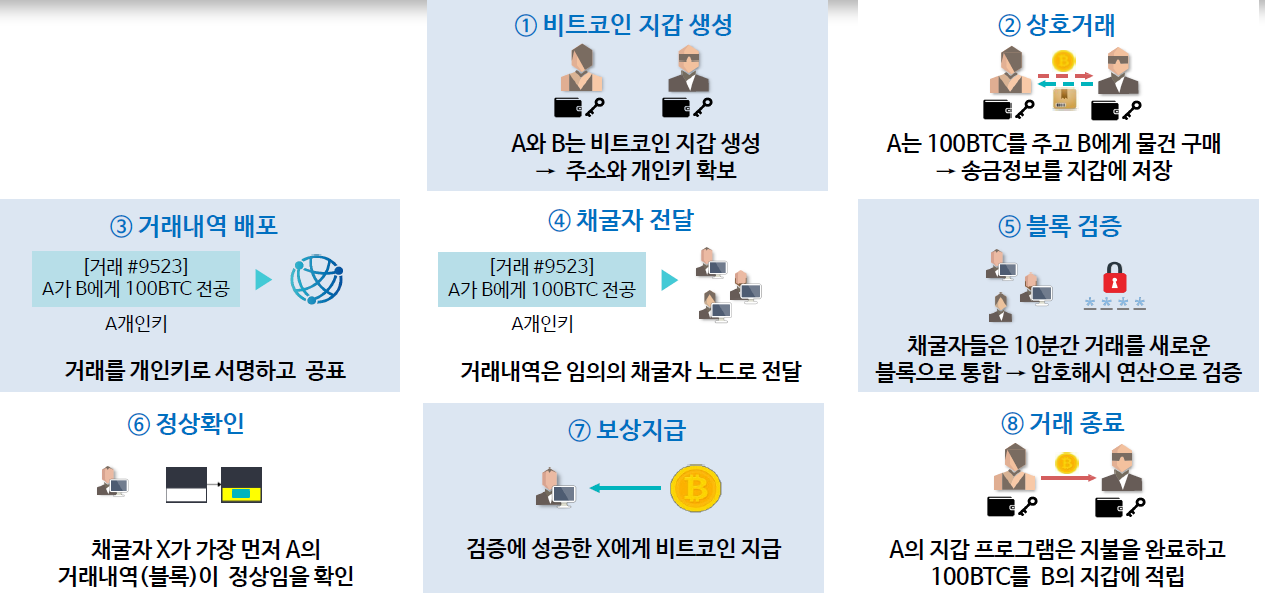 ① 비트코인 지갑 생성
A와 B는 비트코인 지갑 생성
→ 주소와 개인키 확보
② 상호거래
A는 100BTC를 주고 B에게 물건 구매
→ 송금정보를 지갑에 저장
③ 거래내역 배포
[거래 #9523]
A가 B에게 100BTC 전공
A개인키
거래를 개인키로 서명하고 공표
④ 채굴자 전달
[거래 #9523]
A가 B에게 100BTC 전공
A개인키
거래내역은 임의의 채굴자 노드로 전달
⑤ 블록 검증
* * * *
채굴자들은 10분간 거래를 새로운
블록으로 통합 → 암호해시 연산으로 검증
⑥ 정상확인
채굴자 X가 가장 먼저 A의
거래내역(블록)이 정상임을 확인
⑦ 보상지급
검증에 성공한 X에게 비트코인 지급
⑧ 거래 종료
A의 지갑 프로그램은 지불을 완료하고
100BTC를 B의 지갑에 적립